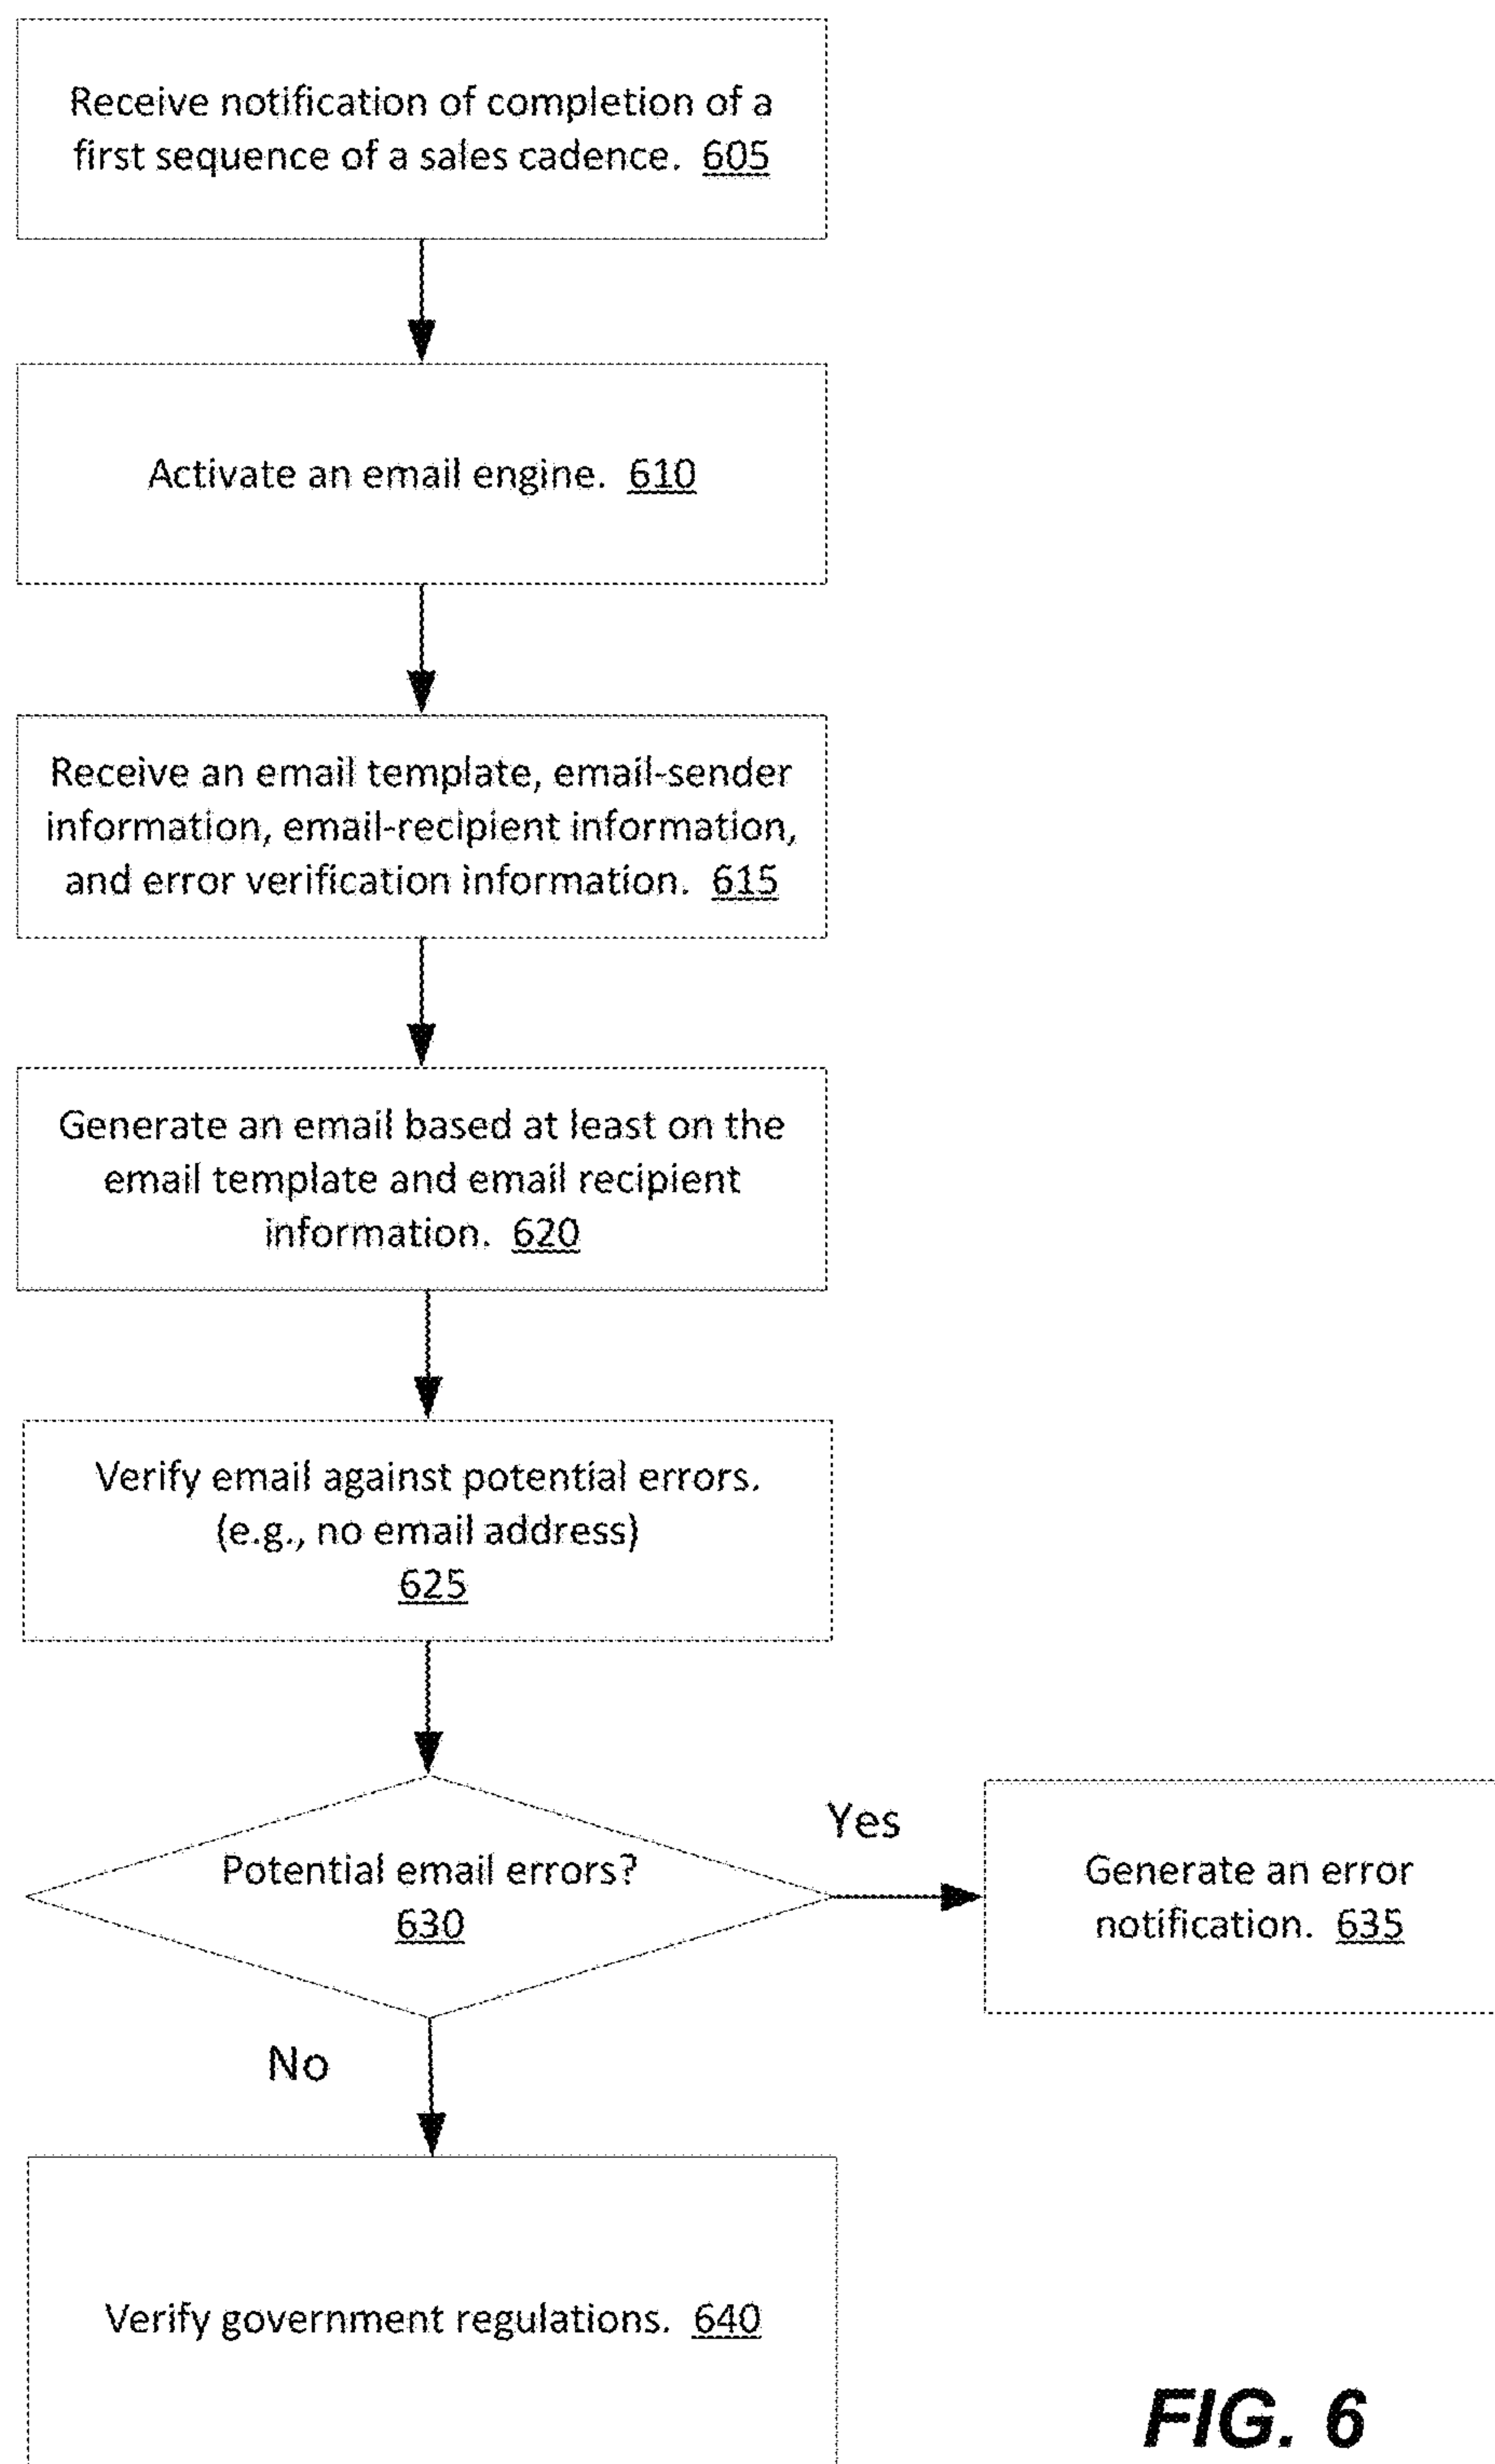 Receive notification of completion of a
first sequence of a sales cadence. 605
Activate an email engine. 610
Receive an email template, email-sender
information, email-recipient information,
and error verification information. 615
Generate an email based at least on the
email template and email recipient
information. 620
Verify email against potential errors.
(e.g., no email address)
625
Potential email errors?
630
Yes
Generate an error
notification. 635
No
Verify government regulations. 640
FIG. 6